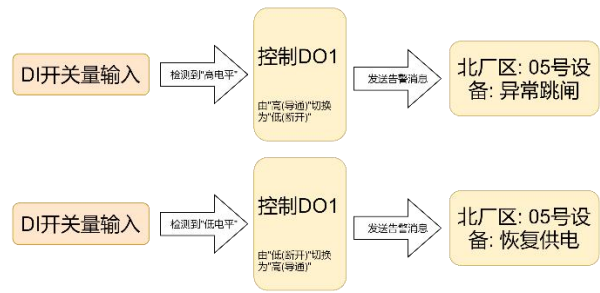 DI开关量输入
检测到"高电平"
控制DO1
由"高(导通)"切换
为"低(断开)"
发送告警消息
北厂区: 05号设
备: 异常跳闸
DI开关量输入
检测到"低电平"
控制DO1
由"低(断开)"切换
为"高(导通)"
发送告警消息
北厂区: 05号设
备: 恢复供电